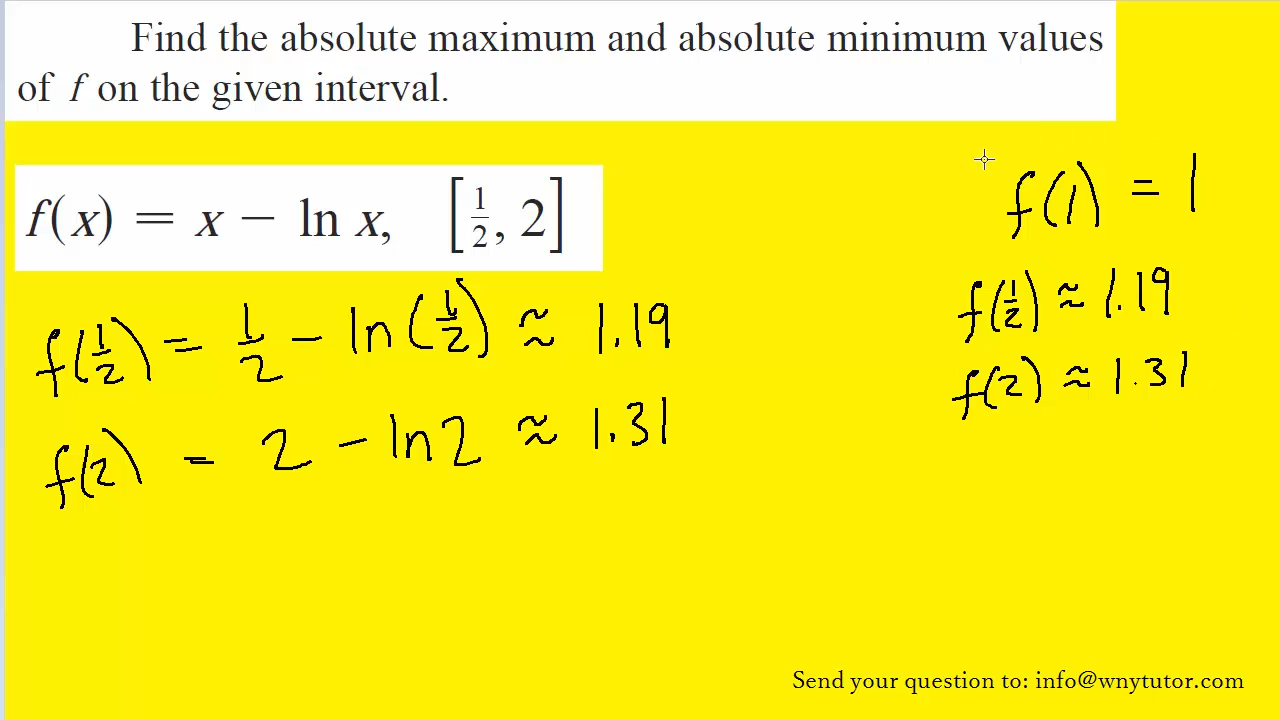 Find the absolute maximum and absolute minimum values
of f on the given interval.
f(x) = x − ln x, [1/2, 2]
f(1) = 1
f(1/2) ≈ 1.19
f(2) ≈ 1.31
f(1/2) = 1/2 − ln(1/2) ≈ 1.19
f(2) = 2 − ln 2 ≈ 1.31
Send your question to: info@wnytutor.com